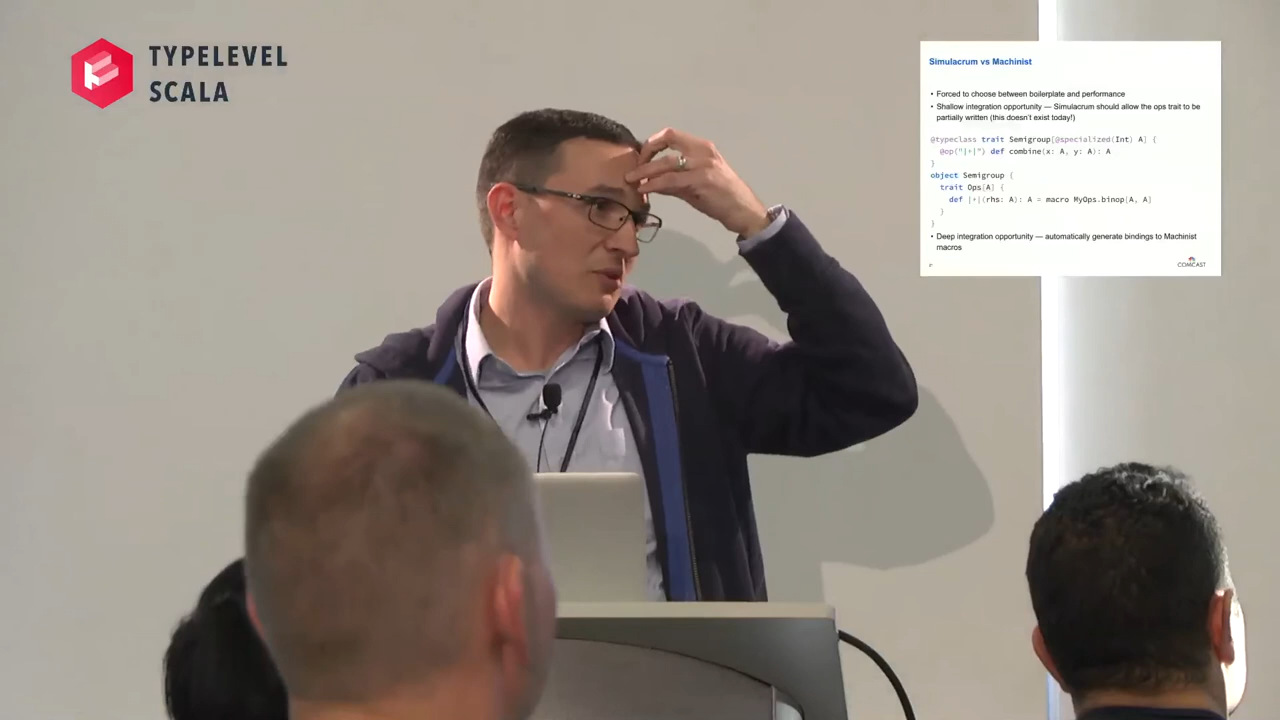 TYPELEVEL
SCALA
Simulacrum vs Machinist
• Forced to choose between boilerplate and performance
• Shallow integration opportunity — Simulacrum should allow the ops trait to be
partially written (this doesn't exist today!)
@typeclass trait Semigroup[@specialized(Int) A] {
@op("|+|") def combine(x: A, y: A): A
}
object Semigroup {
trait Ops[A] {
def |+|(rhs: A): A = macro MyOps.binop[A, A]
}
}
• Deep integration opportunity — automatically generate bindings to Machinist
macros
COMCAST